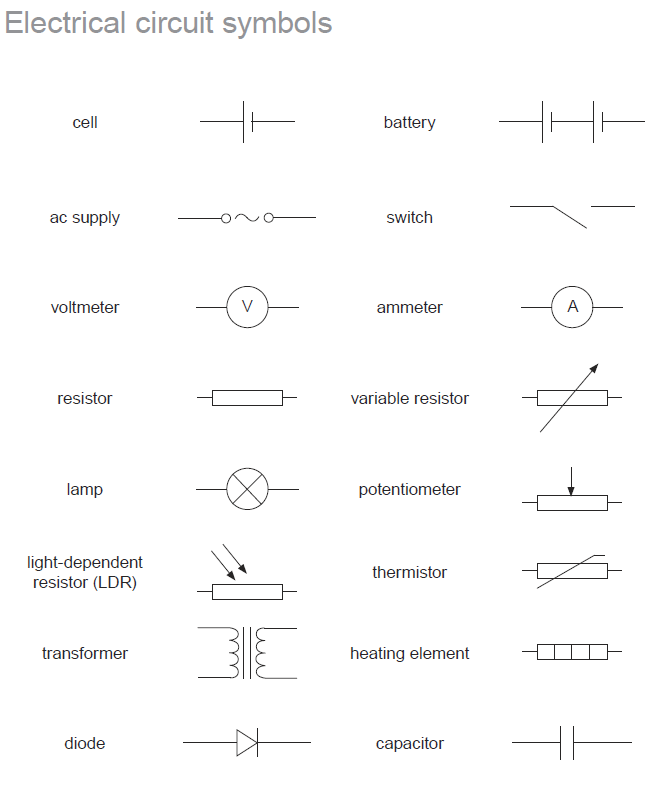 Electrical circuit symbols
cell
battery
ac supply
switch
voltmeter
V
ammeter
A
resistor
variable resistor
lamp
potentiometer
light-dependent
resistor (LDR)
thermistor
transformer
heating element
diode
capacitor